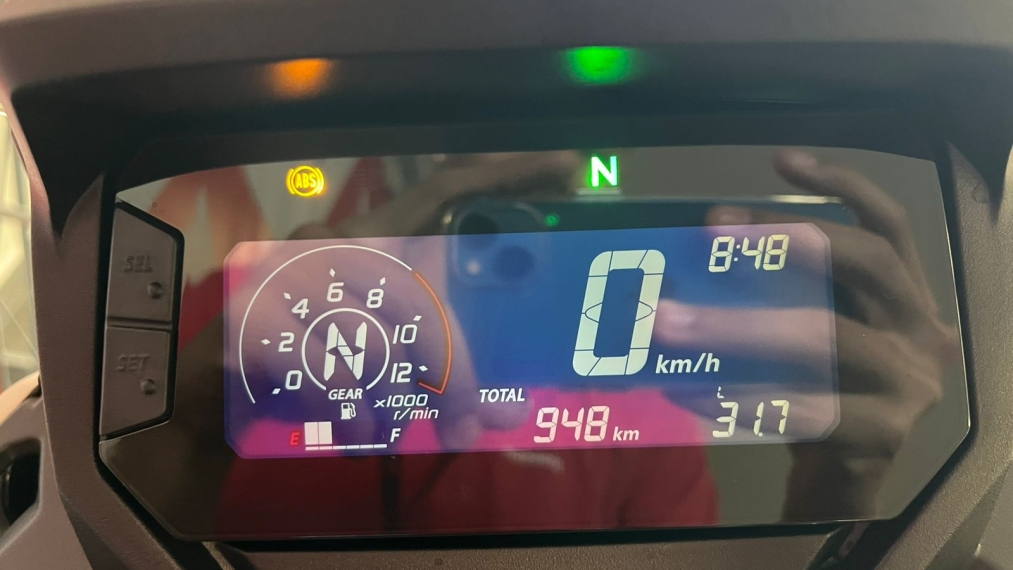 ABS
N
SEL
8:48
6
4 8
2 10
0 N 12
GEAR
x1000
r/min
0 km/h
SET
TOTAL
948 km
31.7
E F